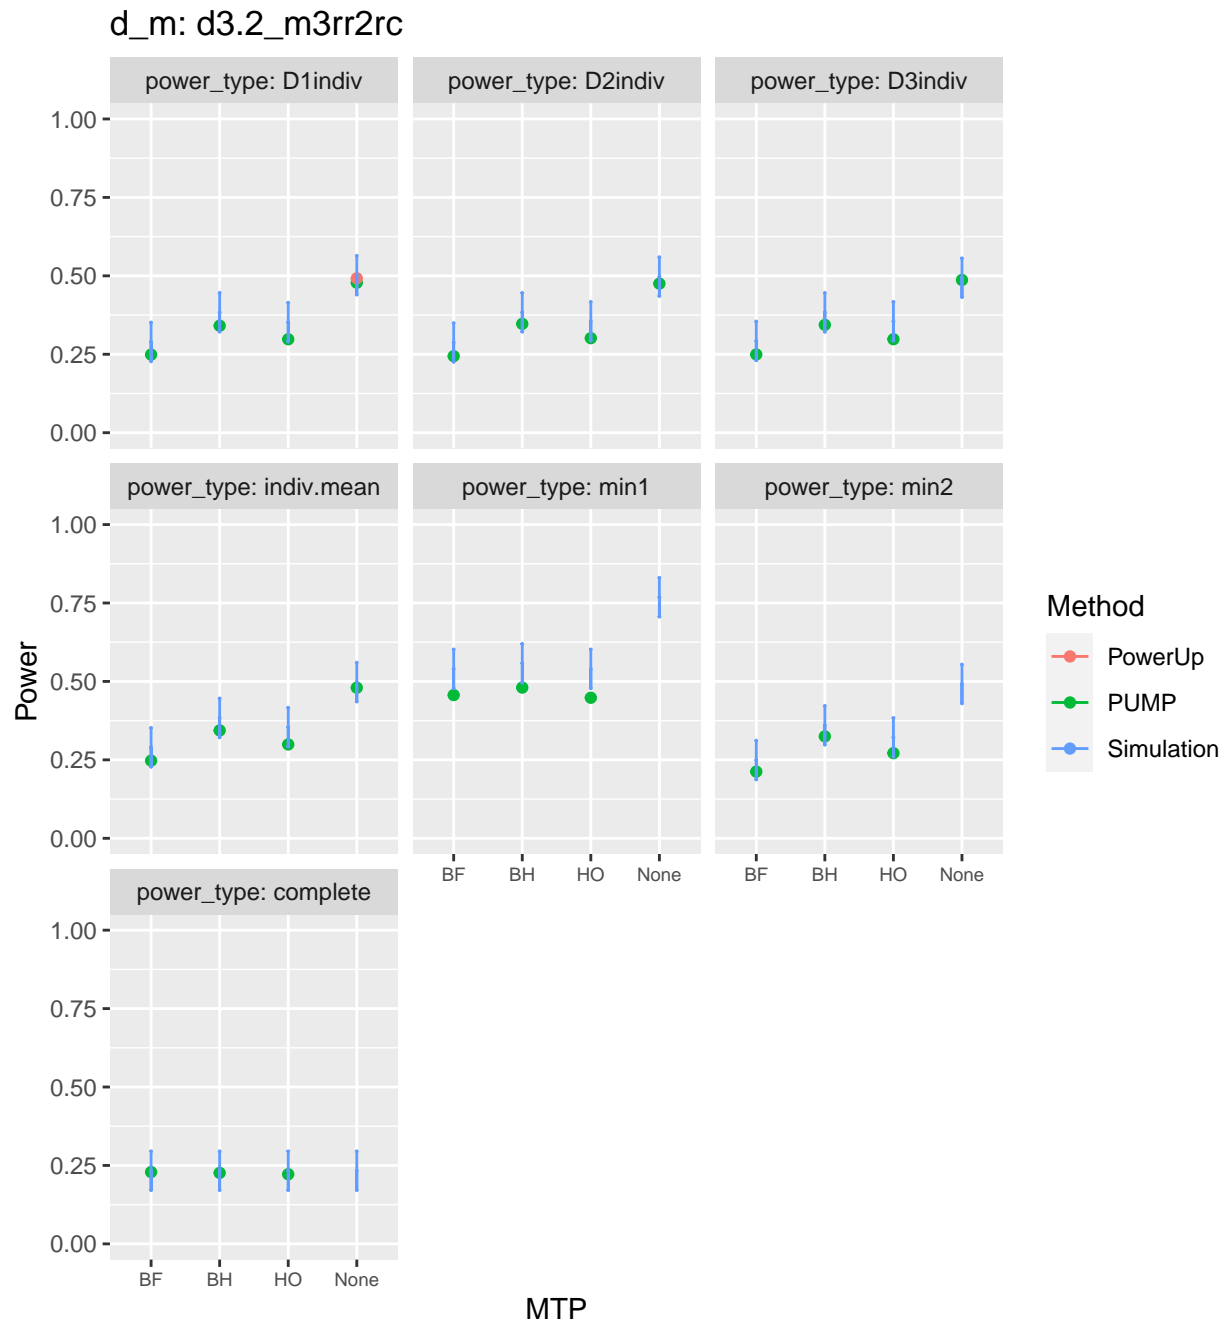 d_m: d3.2_m3rr2rc
power_type: D1indiv
power_type: D2indiv
power_type: D3indiv
1.00
0.75
0.50
0.25
0.00
power_type: indiv.mean
power_type: min1
power_type: min2
1.00
0.75
0.50
0.25
0.00
BF BH HO None
BF BH HO None
power_type: complete
1.00
0.75
0.50
0.25
0.00
BF BH HO None
Power
MTP
Method
PowerUp
PUMP
Simulation